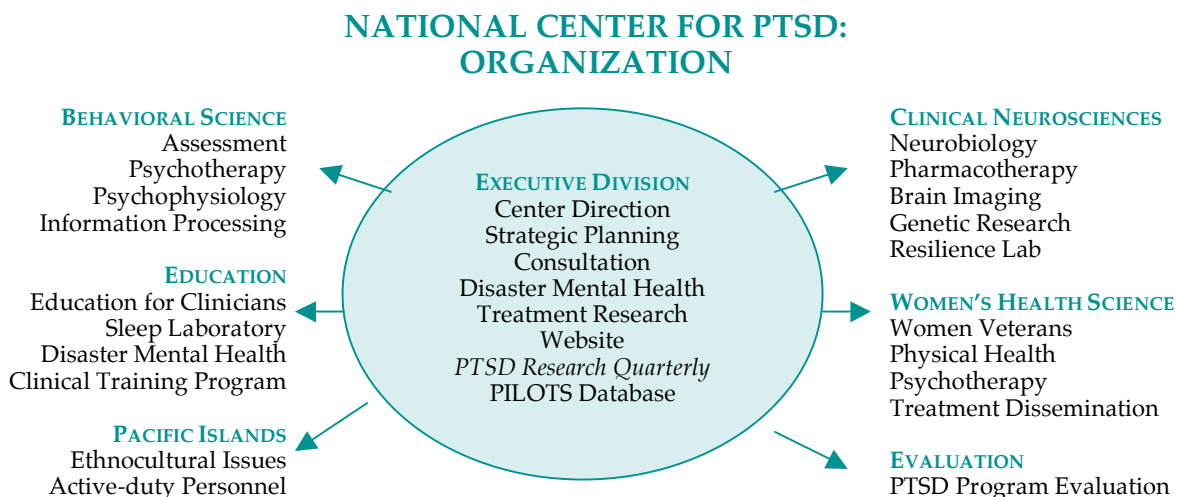 NATIONAL CENTER FOR PTSD:
ORGANIZATION
BEHAVIORAL SCIENCE
Assessment
Psychotherapy
Psychophysiology
Information Processing
EDUCATION
Education for Clinicians
Sleep Laboratory
Disaster Mental Health
Clinical Training Program
PACIFIC ISLANDS
Ethnocultural Issues
Active-duty Personnel
EXECUTIVE DIVISION
Center Direction
Strategic Planning
Consultation
Disaster Mental Health
Treatment Research
Website
PTSD Research Quarterly
PILOTS Database
CLINICAL NEUROSCIENCES
Neurobiology
Pharmacotherapy
Brain Imaging
Genetic Research
Resilience Lab
WOMEN'S HEALTH SCIENCE
Women Veterans
Physical Health
Psychotherapy
Treatment Dissemination
EVALUATION
PTSD Program Evaluation